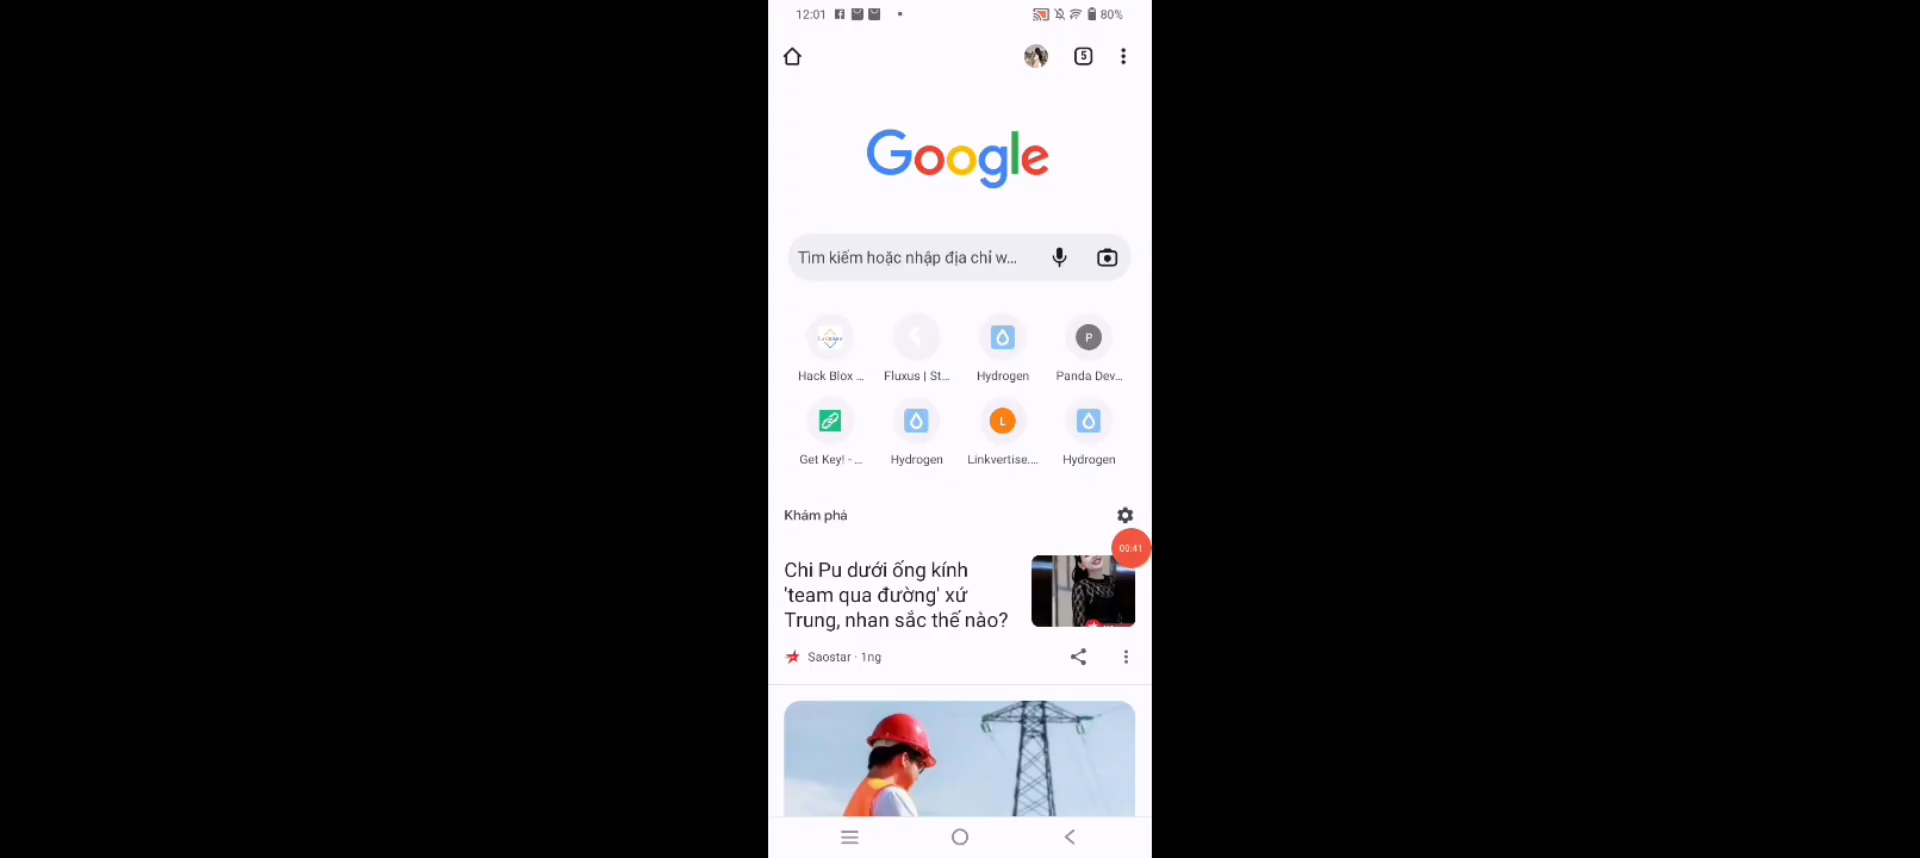 12:01
80%
5
Google
Tìm kiếm hoặc nhập địa chỉ w...
Hack Blox ...
Fluxus | St...
Hydrogen
P
Panda Dev...
Get Key! - ...
Hydrogen
L
Linkvertise....
Hydrogen
Khám phá
00:41
Chi Pu dưới ống kính
'team qua đường' xứ
Trung, nhan sắc thế nào?
Saostar · 1ng